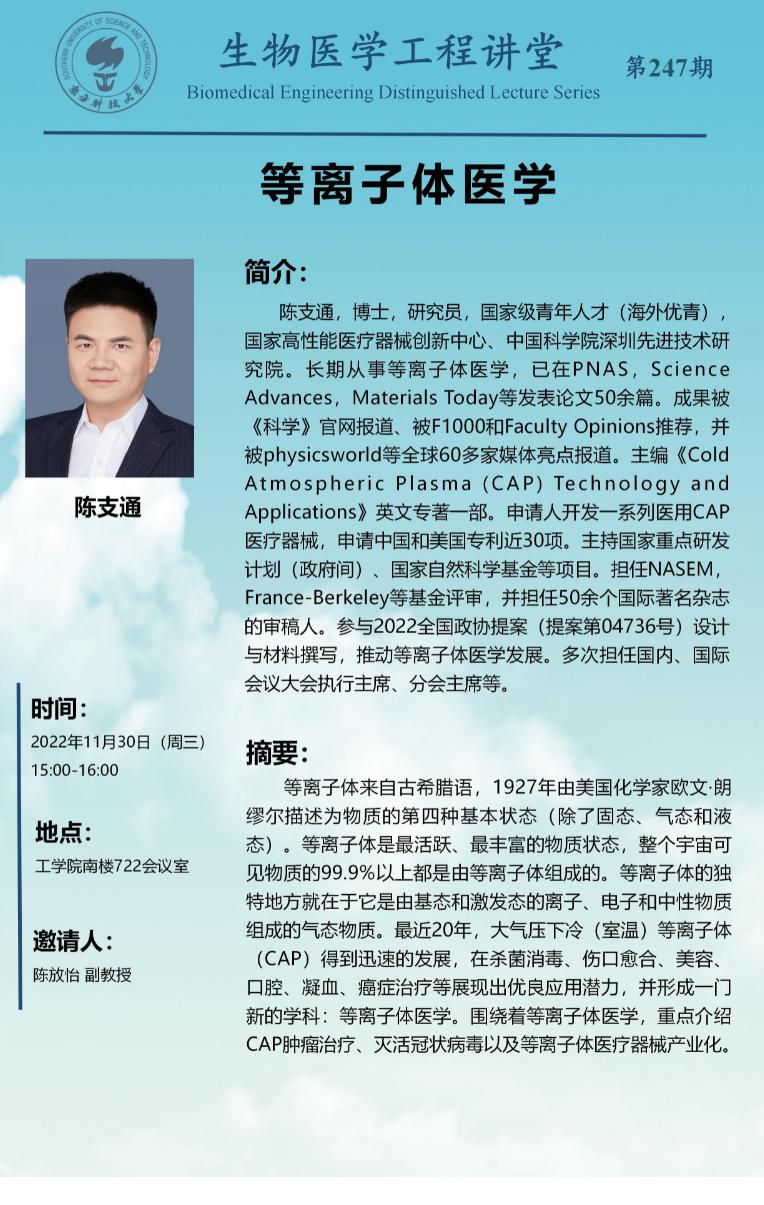 SOUTHERN UNIVERSITY OF SCIENCE AND TECHNOLOGY
南方科技大学
生物医学工程讲堂
第247期
Biomedical Engineering Distinguished Lecture Series
等离子体医学
陈支通
时间：
2022年11月30日（周三）
15:00-16:00
地点：
工学院南楼722会议室
邀请人：
陈放怡 副教授
简介：
陈支通，博士，研究员，国家级青年人才（海外优青），
国家高性能医疗器械创新中心、中国科学院深圳先进技术研
究院。长期从事等离子体医学，已在PNAS，Science
Advances，Materials Today等发表论文50余篇。成果被
《科学》官网报道、被F1000和Faculty Opinions推荐，并
被physicsworld等全球60多家媒体亮点报道。主编《Cold
Atmospheric Plasma（CAP）Technology and
Applications》英文专著一部。申请人开发一系列医用CAP
医疗器械，申请中国和美国专利近30项。主持国家重点研发
计划（政府间）、国家自然科学基金等项目。担任NASEM，
France-Berkeley等基金评审，并担任50余个国际著名杂志
的审稿人。参与2022全国政协提案（提案第04736号）设计
与材料撰写，推动等离子体医学发展。多次担任国内、国际
会议大会执行主席、分会主席等。
摘要：
等离子体来自古希腊语，1927年由美国化学家欧文·朗
缪尔描述为物质的第四种基本状态（除了固态、气态和液
态）。等离子体是最活跃、最丰富的物质状态，整个宇宙可
见物质的99.9%以上都是由等离子体组成的。等离子体的独
特地方就在于它是由基态和激发态的离子、电子和中性物质
组成的气态物质。最近20年，大气压下冷（室温）等离子体
（CAP）得到迅速的发展，在杀菌消毒、伤口愈合、美容、
口腔、凝血、癌症治疗等展现出优良应用潜力，并形成一门
新的学科：等离子体医学。围绕着等离子体医学，重点介绍
CAP肿瘤治疗、灭活冠状病毒以及等离子体医疗器械产业化。